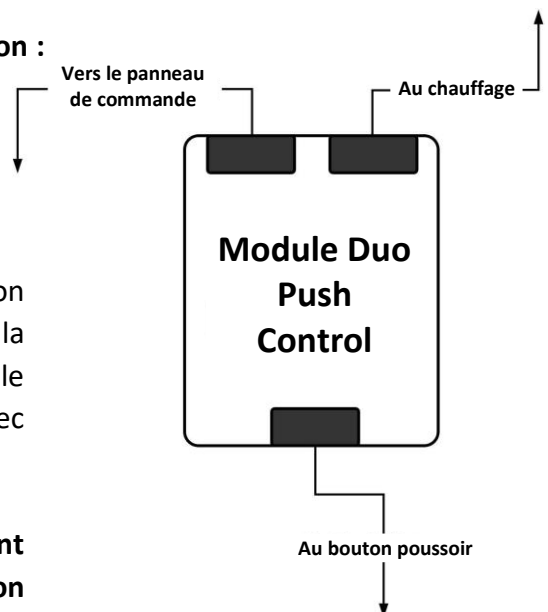 on :
Vers le panneau
de commande
Au chauffage
Module Duo
Push
Control
on
la
le
ec
Au bouton poussoir
nt
on